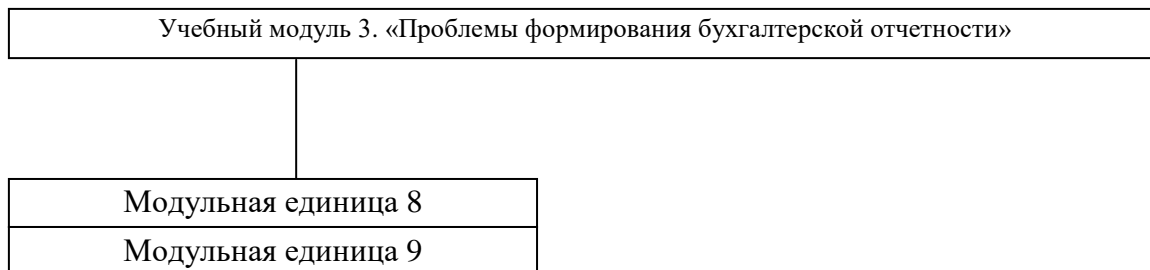 Учебный модуль 3. «Проблемы формирования бухгалтерской отчетности»
Модульная единица 8
Модульная единица 9